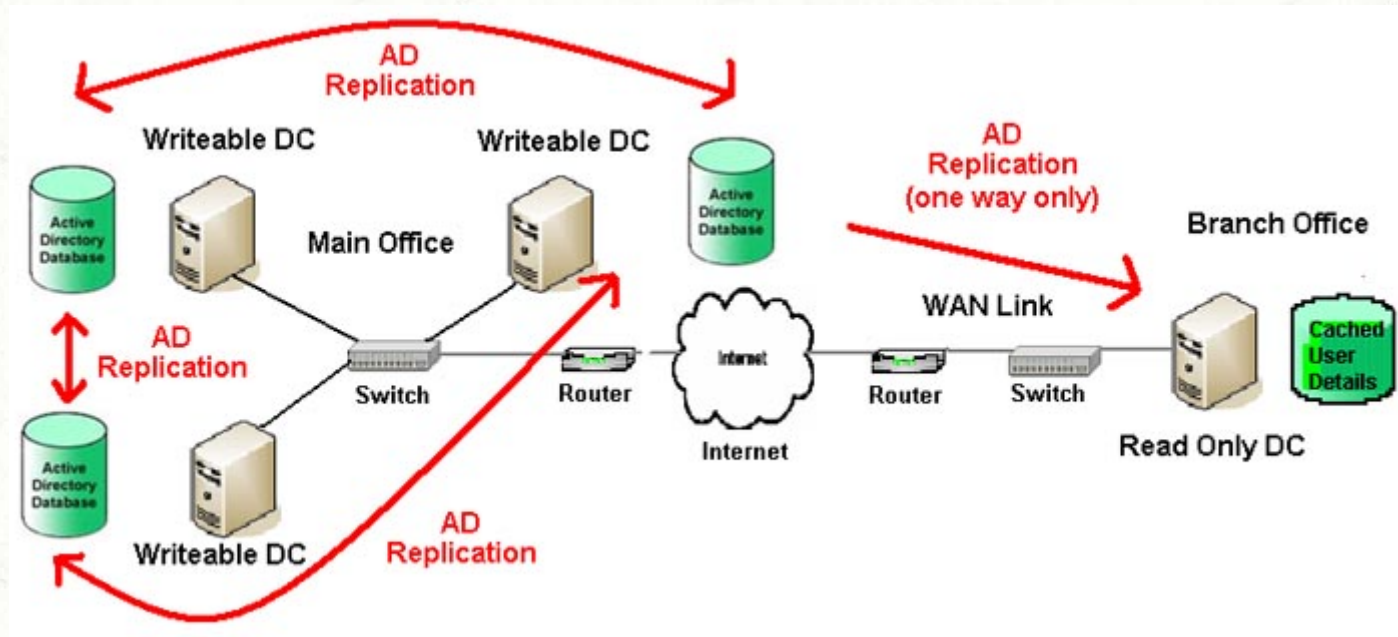 AD
Replication
Writeable DC
Writeable DC
AD
Replication
(one way only)
Active
Directory
Database
Active
Directory
Database
Main Office
Branch Office
WAN Link
AD
Replication
Internet
Cached
User
Details
Switch
Router
Router
Switch
Internet
Read Only DC
Active
Directory
Database
AD
Replication
Writeable DC